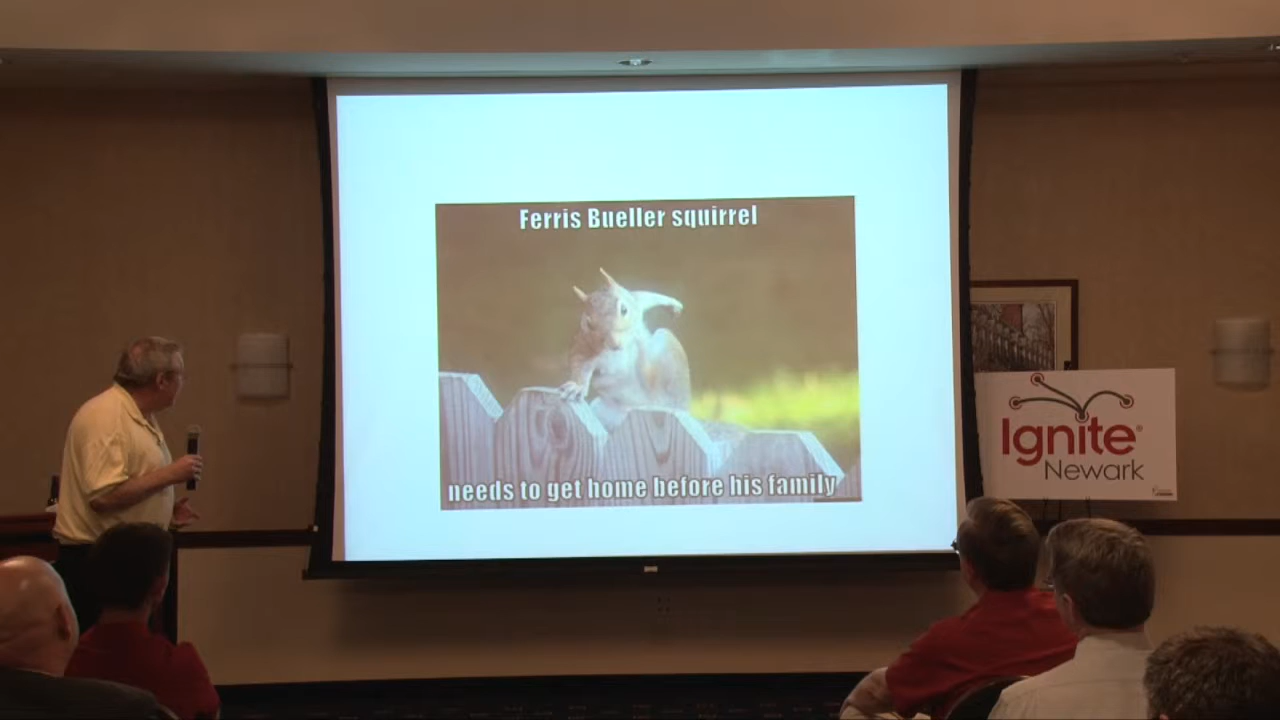 Ferris Bueller squirrel
needs to get home before his family
Ignite®
Newark